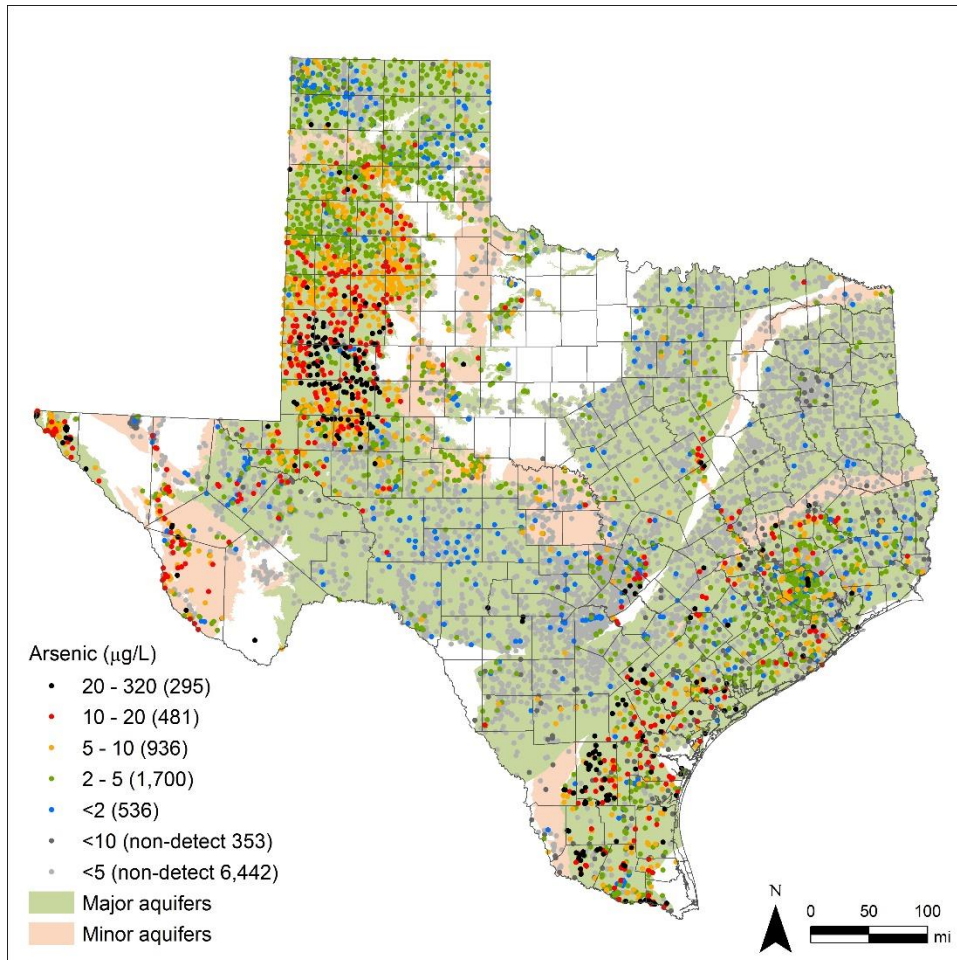 Arsenic (µg/L)
20 - 320 (295)
10 - 20 (481)
5 - 10 (936)
2 - 5 (1,700)
<2 (536)
<10 (non-detect 353)
<5 (non-detect 6,442)
Major aquifers
Minor aquifers
N
0 50 100
mi